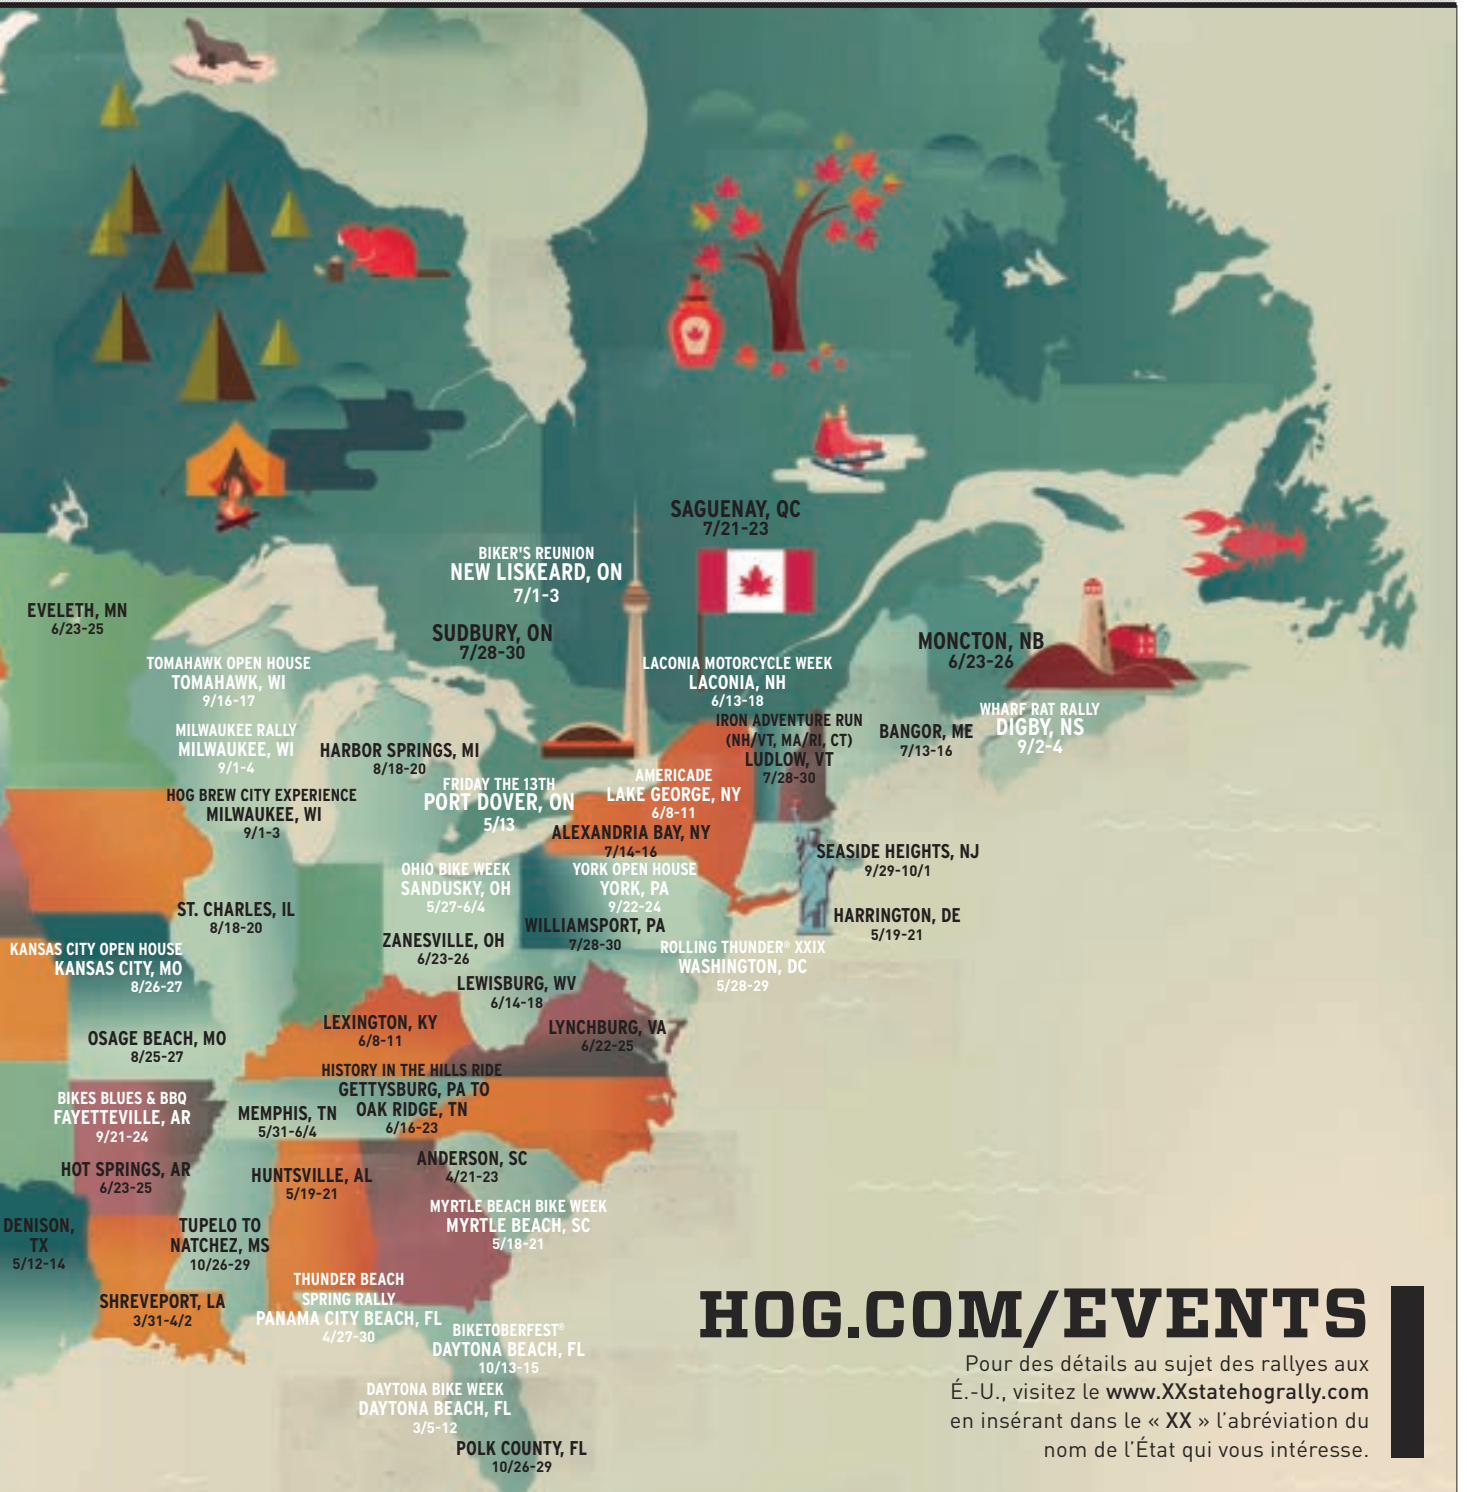 SAGUENAY, QC
7/21-23
BIKER'S REUNION
NEW LISKEARD, ON
7/1-3
EVELETH, MN
6/23-25
SUDBURY, ON
7/28-30
MONCTON, NB
6/23-26
TOMAHAWK OPEN HOUSE
TOMAHAWK, WI
9/16-17
LACONIA MOTORCYCLE WEEK
LACONIA, NH
6/13-18
WHARF RAT RALLY
DIGBY, NS
9/2-4
IRON ADVENTURE RUN
(NH/VT, MA/RI, CT)
LUDLOW, VT
7/28-30
BANGOR, ME
7/13-16
MILWAUKEE RALLY
MILWAUKEE, WI
9/1-4
HARBOR SPRINGS, MI
8/18-20
FRIDAY THE 13TH
PORT DOVER, ON
5/13
AMERICADE
LAKE GEORGE, NY
6/8-11
HOG BREW CITY EXPERIENCE
MILWAUKEE, WI
9/1-3
ALEXANDRIA BAY, NY
7/14-16
SEASIDE HEIGHTS, NJ
9/29-10/1
OHIO BIKE WEEK
SANDUSKY, OH
5/27-6/4
YORK OPEN HOUSE
YORK, PA
9/22-24
ST. CHARLES, IL
8/18-20
HARRINGTON, DE
5/19-21
WILLIAMSPORT, PA
7/28-30
ZANESVILLE, OH
6/23-26
KANSAS CITY OPEN HOUSE
KANSAS CITY, MO
8/26-27
ROLLING THUNDER® XXIX
WASHINGTON, DC
5/28-29
LEWISBURG, WV
6/14-18
LEXINGTON, KY
6/8-11
LYNCHBURG, VA
6/22-25
OSAGE BEACH, MO
8/25-27
HISTORY IN THE HILLS RIDE
GETTYSBURG, PA TO
OAK RIDGE, TN
6/16-23
BIKES BLUES & BBQ
FAYETTEVILLE, AR
9/21-24
MEMPHIS, TN
5/31-6/4
HOT SPRINGS, AR
6/23-25
HUNTSVILLE, AL
5/19-21
ANDERSON, SC
4/21-23
MYRTLE BEACH BIKE WEEK
MYRTLE BEACH, SC
5/18-21
DENISON,
TX
5/12-14
TUPELO TO
NATCHEZ, MS
10/26-29
SHREVEPORT, LA
3/31-4/2
THUNDER BEACH
SPRING RALLY
PANAMA CITY BEACH, FL
4/27-30
BIKETOBERFEST®
DAYTONA BEACH, FL
10/13-15
DAYTONA BIKE WEEK
DAYTONA BEACH, FL
3/5-12
POLK COUNTY, FL
10/26-29
HOG.COM/EVENTS
Pour des détails au sujet des rallyes aux
É.-U., visitez le www.XXstatehogrally.com
en insérant dans le « XX » l'abréviation du
nom de l'État qui vous intéresse.